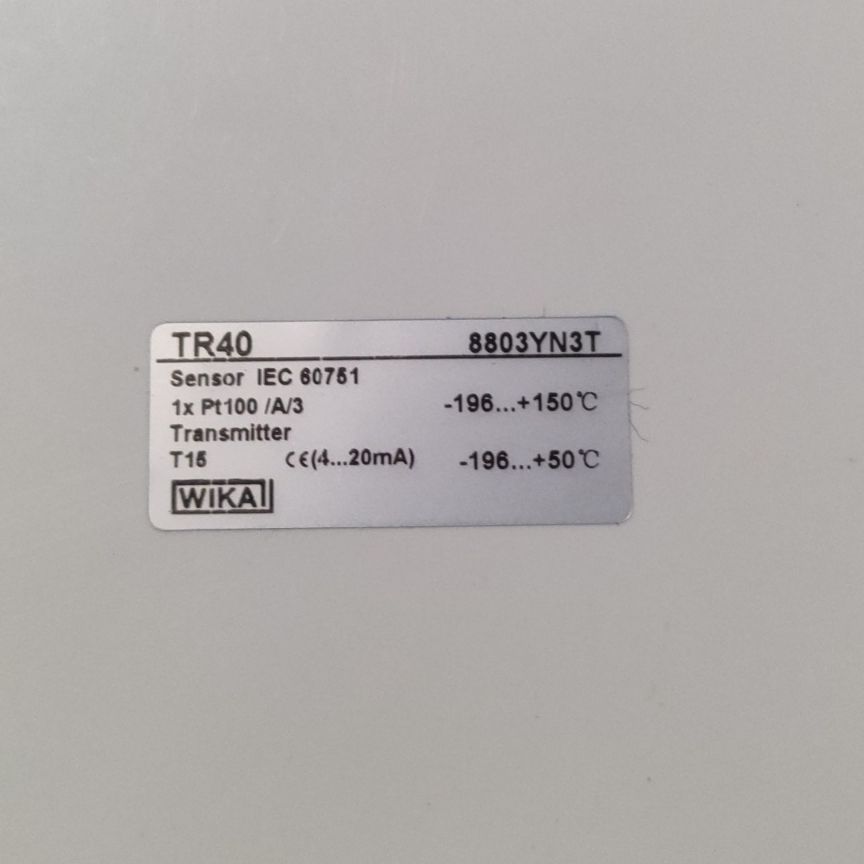 TR40 8803YN3T
Sensor IEC 60751
1x Pt100 /A/3 -196...+150℃
Transmitter
T15 CE(4...20mA) -196...+50℃
WIKA